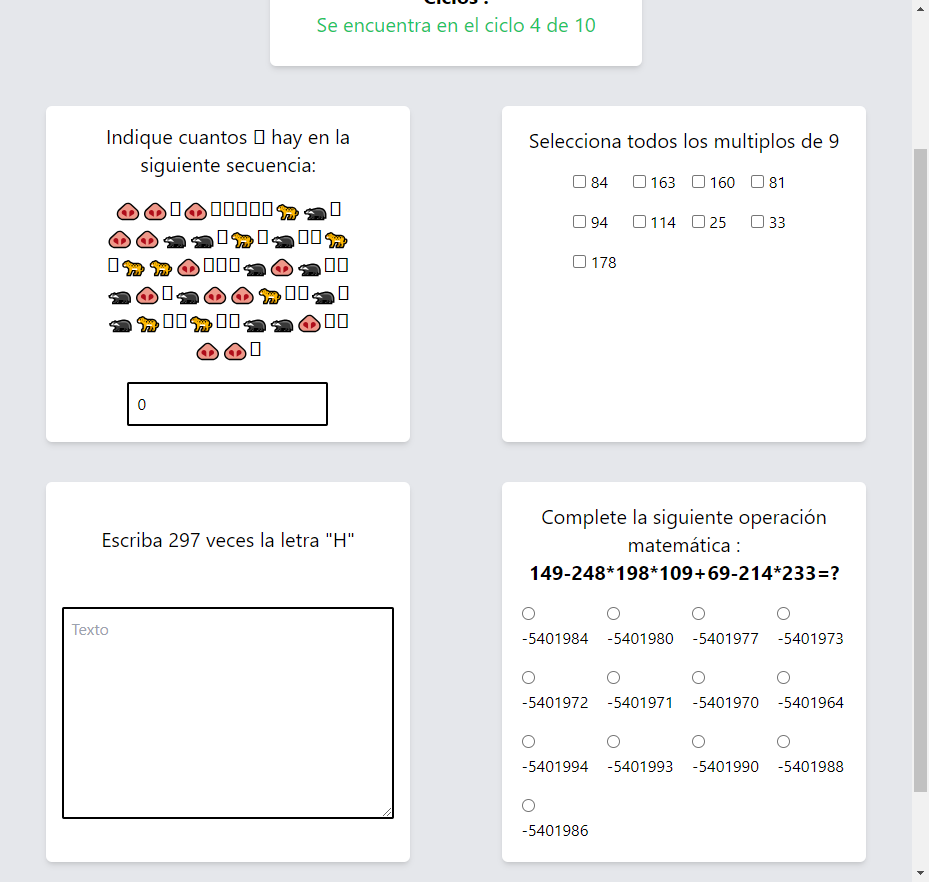 Ciclos :
Se encuentra en el ciclo 4 de 10
Indique cuantos ▯ hay en la
siguiente secuencia:
🐽🐽▯🐽▯▯▯▯▯🐆🦡▯
🐽🐽🦡🦡▯🐆▯🦡▯▯🐆
▯🐆🐆🐽▯▯▯🦡🐽🦡▯▯
🦡🐽▯🦡🐽🐽🐆▯▯🦡▯
🦡🐆▯▯🐆▯▯🦡🦡🐽▯▯
🐽🐽▯
0
Selecciona todos los multiplos de 9
84 163 160 81
94 114 25 33
178
Escriba 297 veces la letra "H"
Texto
Complete la siguiente operación
matemática :
149-248*198*109+69-214*233=?
-5401984 -5401980 -5401977 -5401973
-5401972 -5401971 -5401970 -5401964
-5401994 -5401993 -5401990 -5401988
-5401986